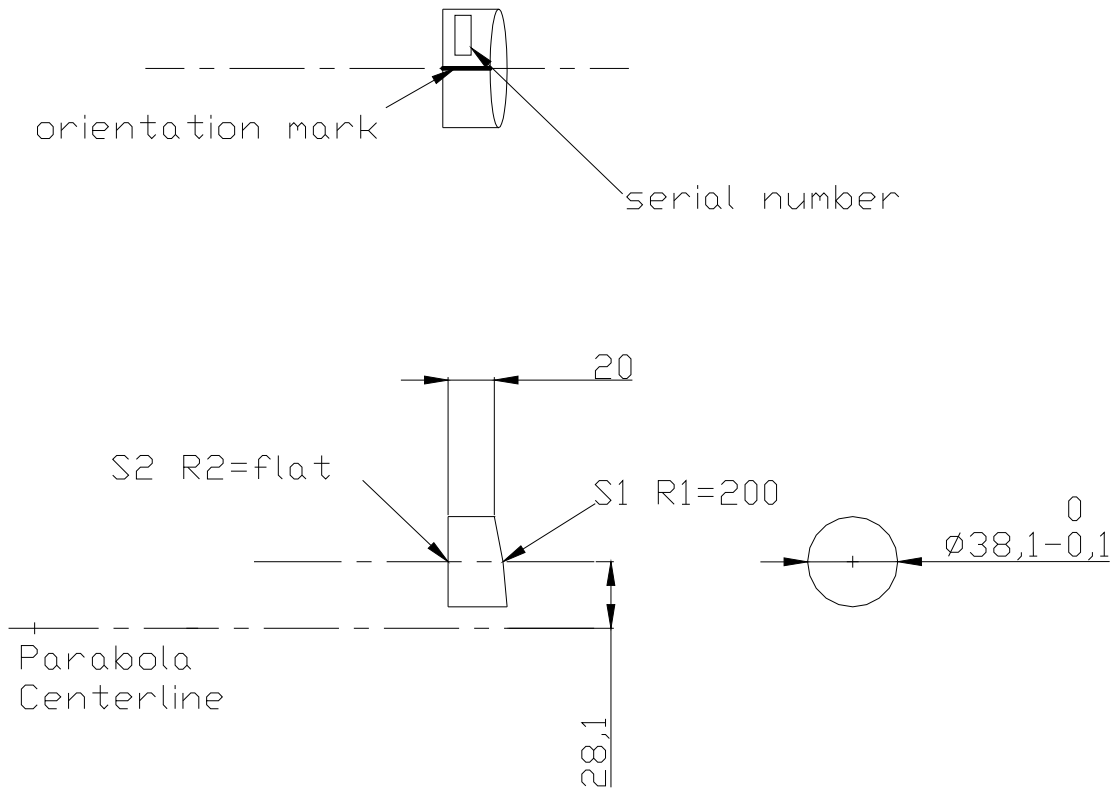 orientation mark
serial number
20
S2 R2=flat
S1 R1=200
0
ø38,1-0,1
Parabola
Centerline
28,1